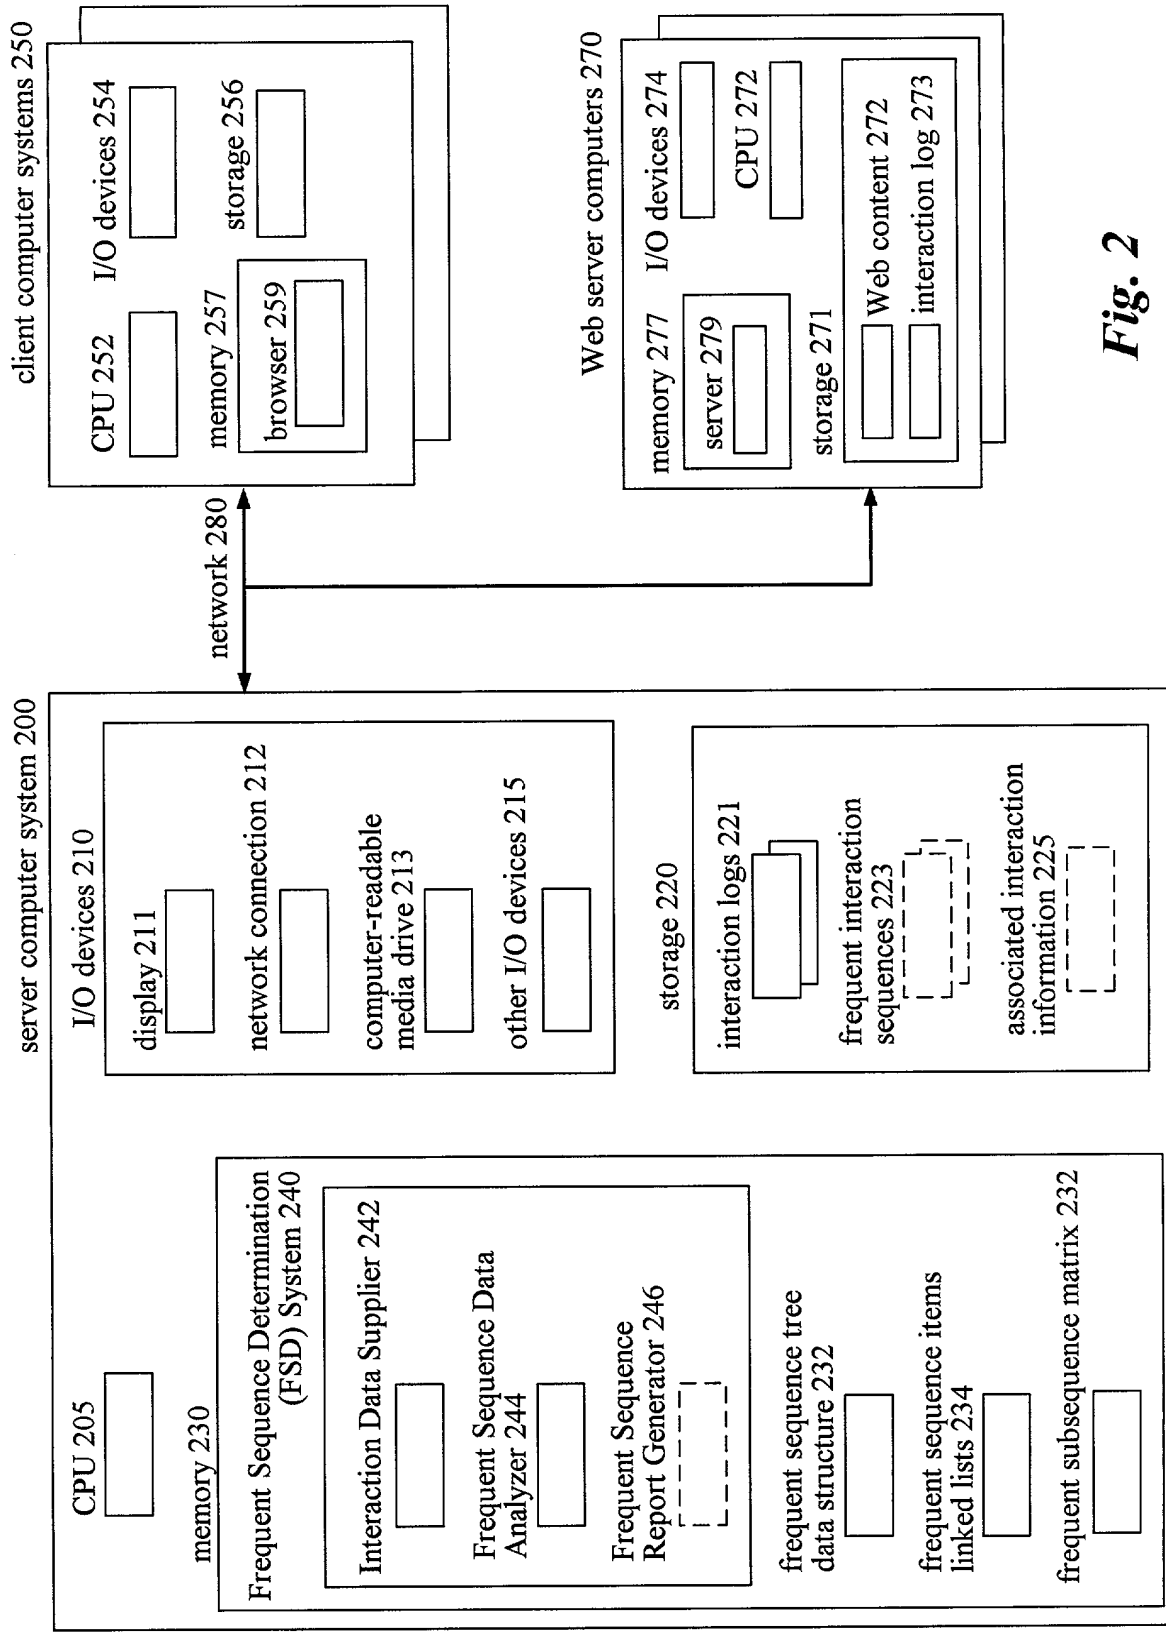 server computer system 200
CPU 205
memory 230
Frequent Sequence Determination
(FSD) System 240
Interaction Data Supplier 242
Frequent Sequence Data
Analyzer 244
Frequent Sequence
Report Generator 246
frequent sequence tree
data structure 232
frequent sequence items
linked lists 234
frequent subsequence matrix 232
I/O devices 210
display 211
network connection 212
computer-readable
media drive 213
other I/O devices 215
storage 220
interaction logs 221
frequent interaction
sequences 223
associated interaction
information 225
network 280
client computer systems 250
CPU 252
I/O devices 254
memory 257
browser 259
storage 256
Web server computers 270
memory 277
server 279
I/O devices 274
CPU 272
storage 271
Web content 272
interaction log 273
Fig. 2